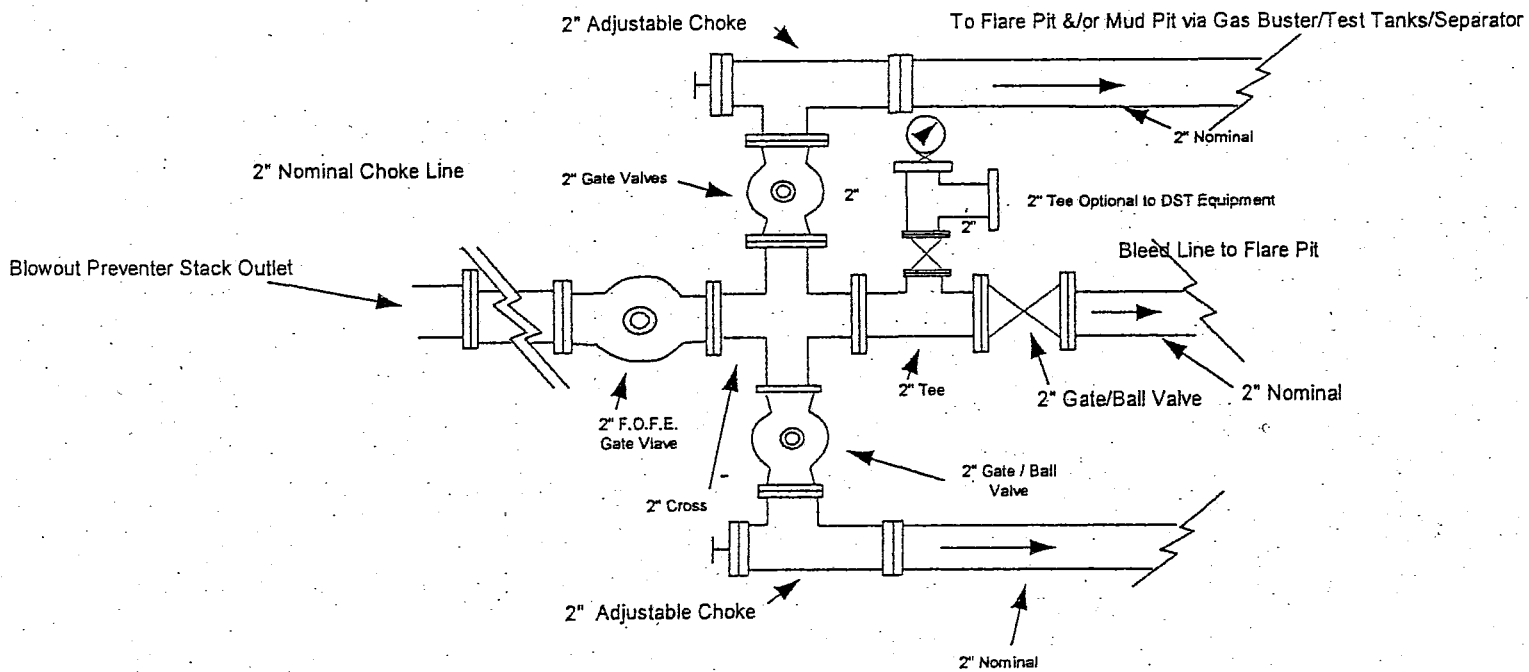 2" Adjustable Choke
To Flare Pit &/or Mud Pit via Gas Buster/Test Tanks/Separator
2" Nominal
2" Nominal Choke Line
2" Gate Valves
2"
2" Tee Optional to DST Equipment
2"
Bleed Line to Flare Pit
Blowout Preventer Stack Outlet
2" Tee
2" Gate/Ball Valve
2" Nominal
2" F.O.F.E.
Gate Vlave
2" Gate / Ball
Valve
2" Cross
2" Adjustable Choke
2" Nominal